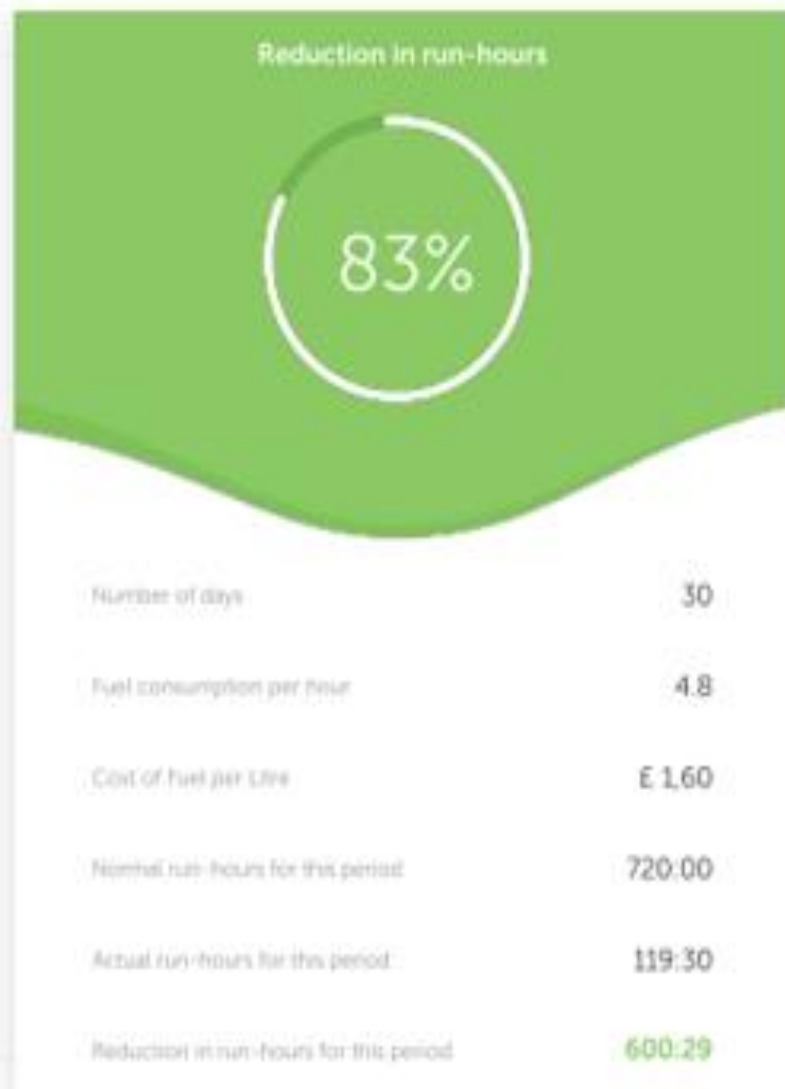 Reduction in run-hours
83%
Number of days 30
Fuel consumption per hour 4.8
Cost of Fuel per Litre £ 1.60
Normal run-hours for this period 720:00
Actual run-hours for this period 119:30
Reduction in run-hours for this period 600:29